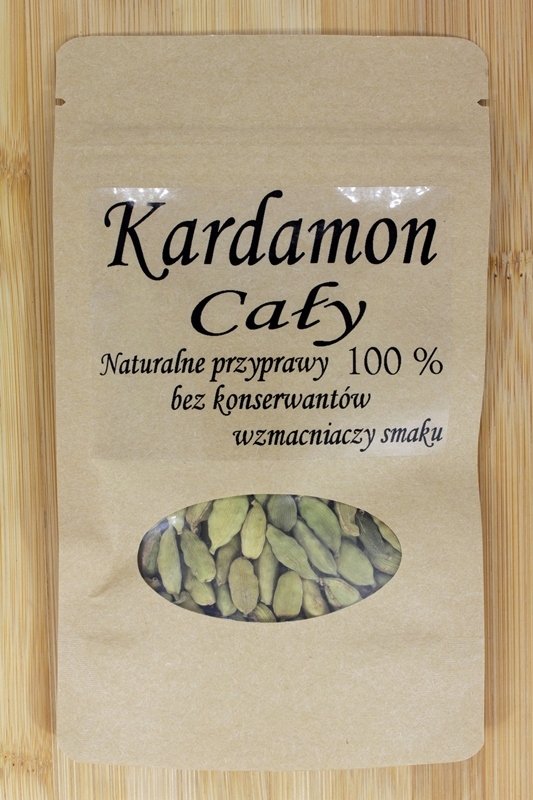 Kardamon
Cały
Naturalne przyprawy 100 %
bez konserwantów
wzmacniaczy smaku